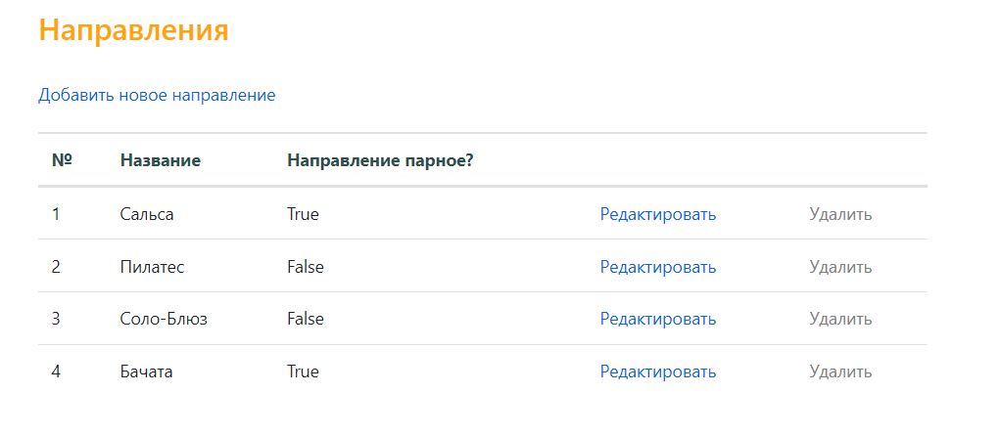 Направления
Добавить новое направление
№ Название Направление парное?
1 Сальса True Редактировать Удалить
2 Пилатес False Редактировать Удалить
3 Соло-Блюз False Редактировать Удалить
4 Бачата True Редактировать Удалить